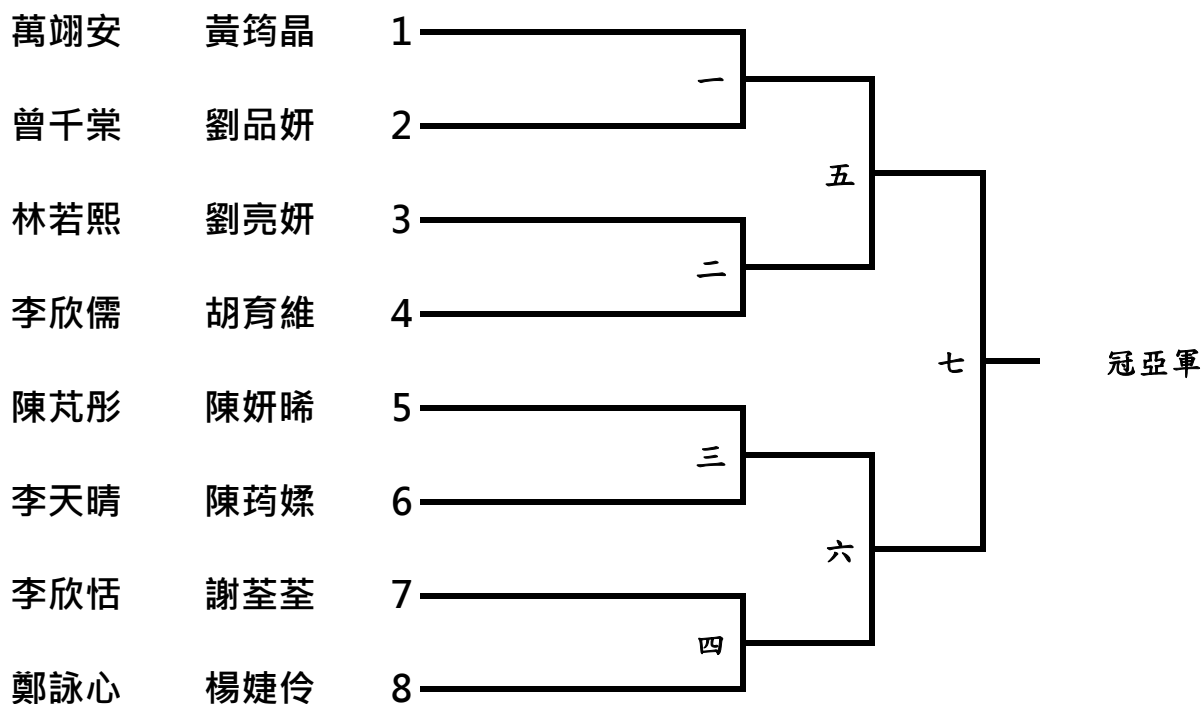 萬翊安 黃筠晶 1
一
曾千棠 劉品妍 2
五
林若熙 劉亮妍 3
二
李欣儒 胡育維 4
七 冠亞軍
陳芃彤 陳妍晞 5
三
李天晴 陳荺媃 6
六
李欣恬 謝荃荃 7
四
鄭詠心 楊婕伶 8